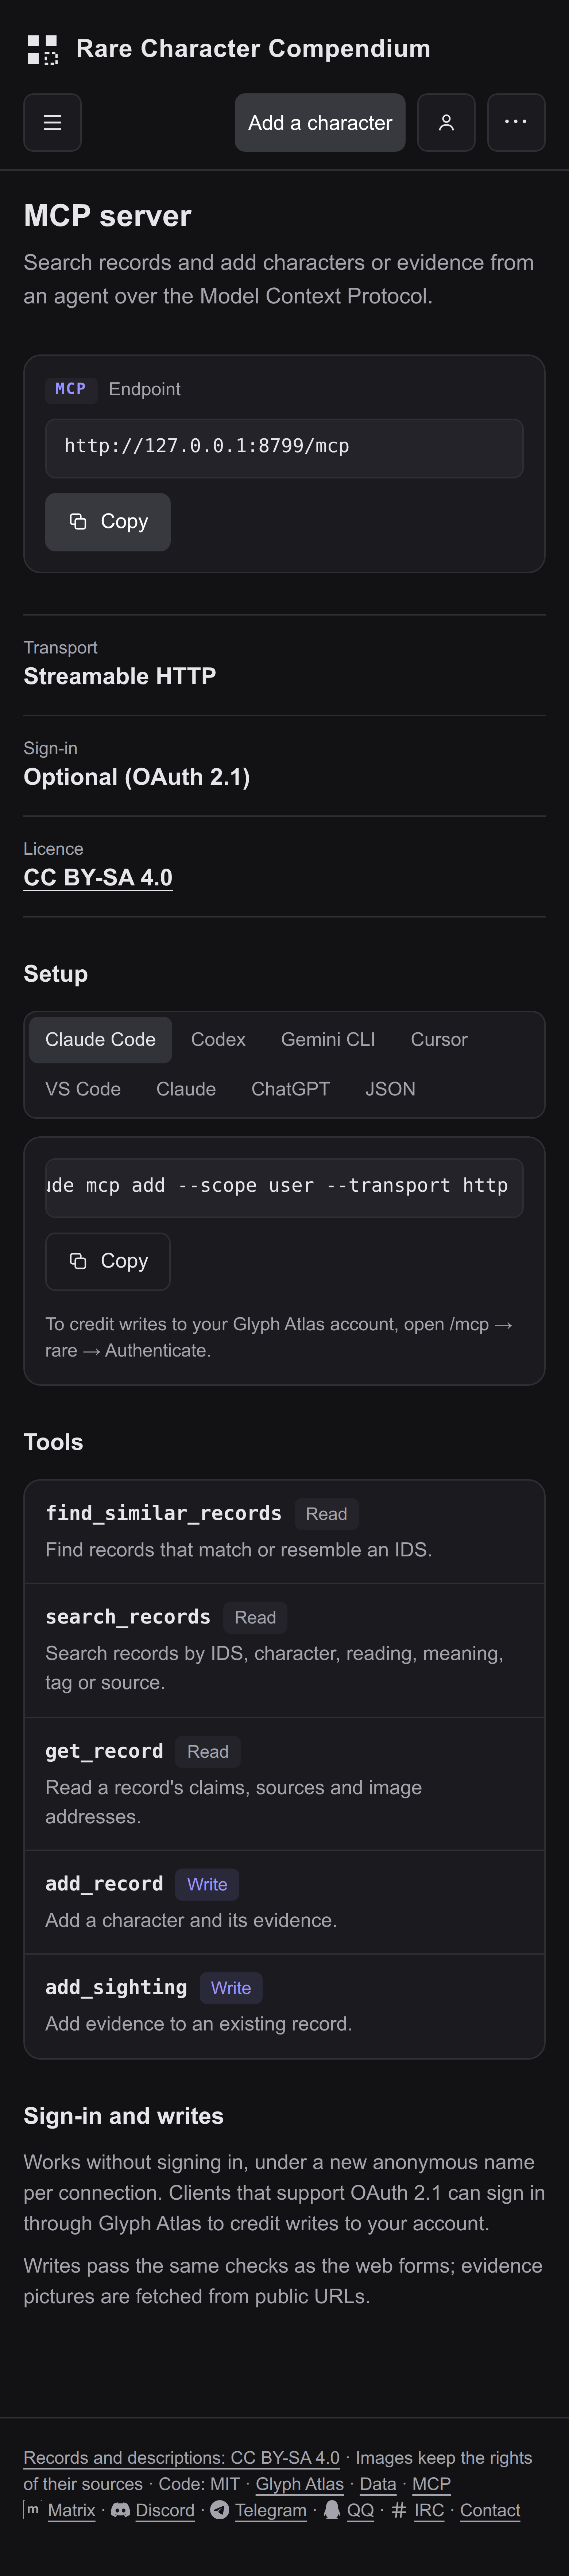 Rare Character Compendium
Add a character
MCP server
Search records and add characters or evidence from
an agent over the Model Context Protocol.
MCP Endpoint
http://127.0.0.1:8799/mcp
Copy
Transport
Streamable HTTP
Sign-in
Optional (OAuth 2.1)
Licence
CC BY-SA 4.0
Setup
Claude Code Codex Gemini CLI Cursor
VS Code Claude ChatGPT JSON
ude mcp add --scope user --transport http
Copy
To credit writes to your Glyph Atlas account, open /mcp →
rare → Authenticate.
Tools
find_similar_records Read
Find records that match or resemble an IDS.
search_records Read
Search records by IDS, character, reading, meaning,
tag or source.
get_record Read
Read a record's claims, sources and image
addresses.
add_record Write
Add a character and its evidence.
add_sighting Write
Add evidence to an existing record.
Sign-in and writes
Works without signing in, under a new anonymous name
per connection. Clients that support OAuth 2.1 can sign in
through Glyph Atlas to credit writes to your account.
Writes pass the same checks as the web forms; evidence
pictures are fetched from public URLs.
Records and descriptions: CC BY-SA 4.0 · Images keep the rights
of their sources · Code: MIT · Glyph Atlas · Data · MCP
[m] Matrix · Discord · Telegram · QQ · # IRC · Contact